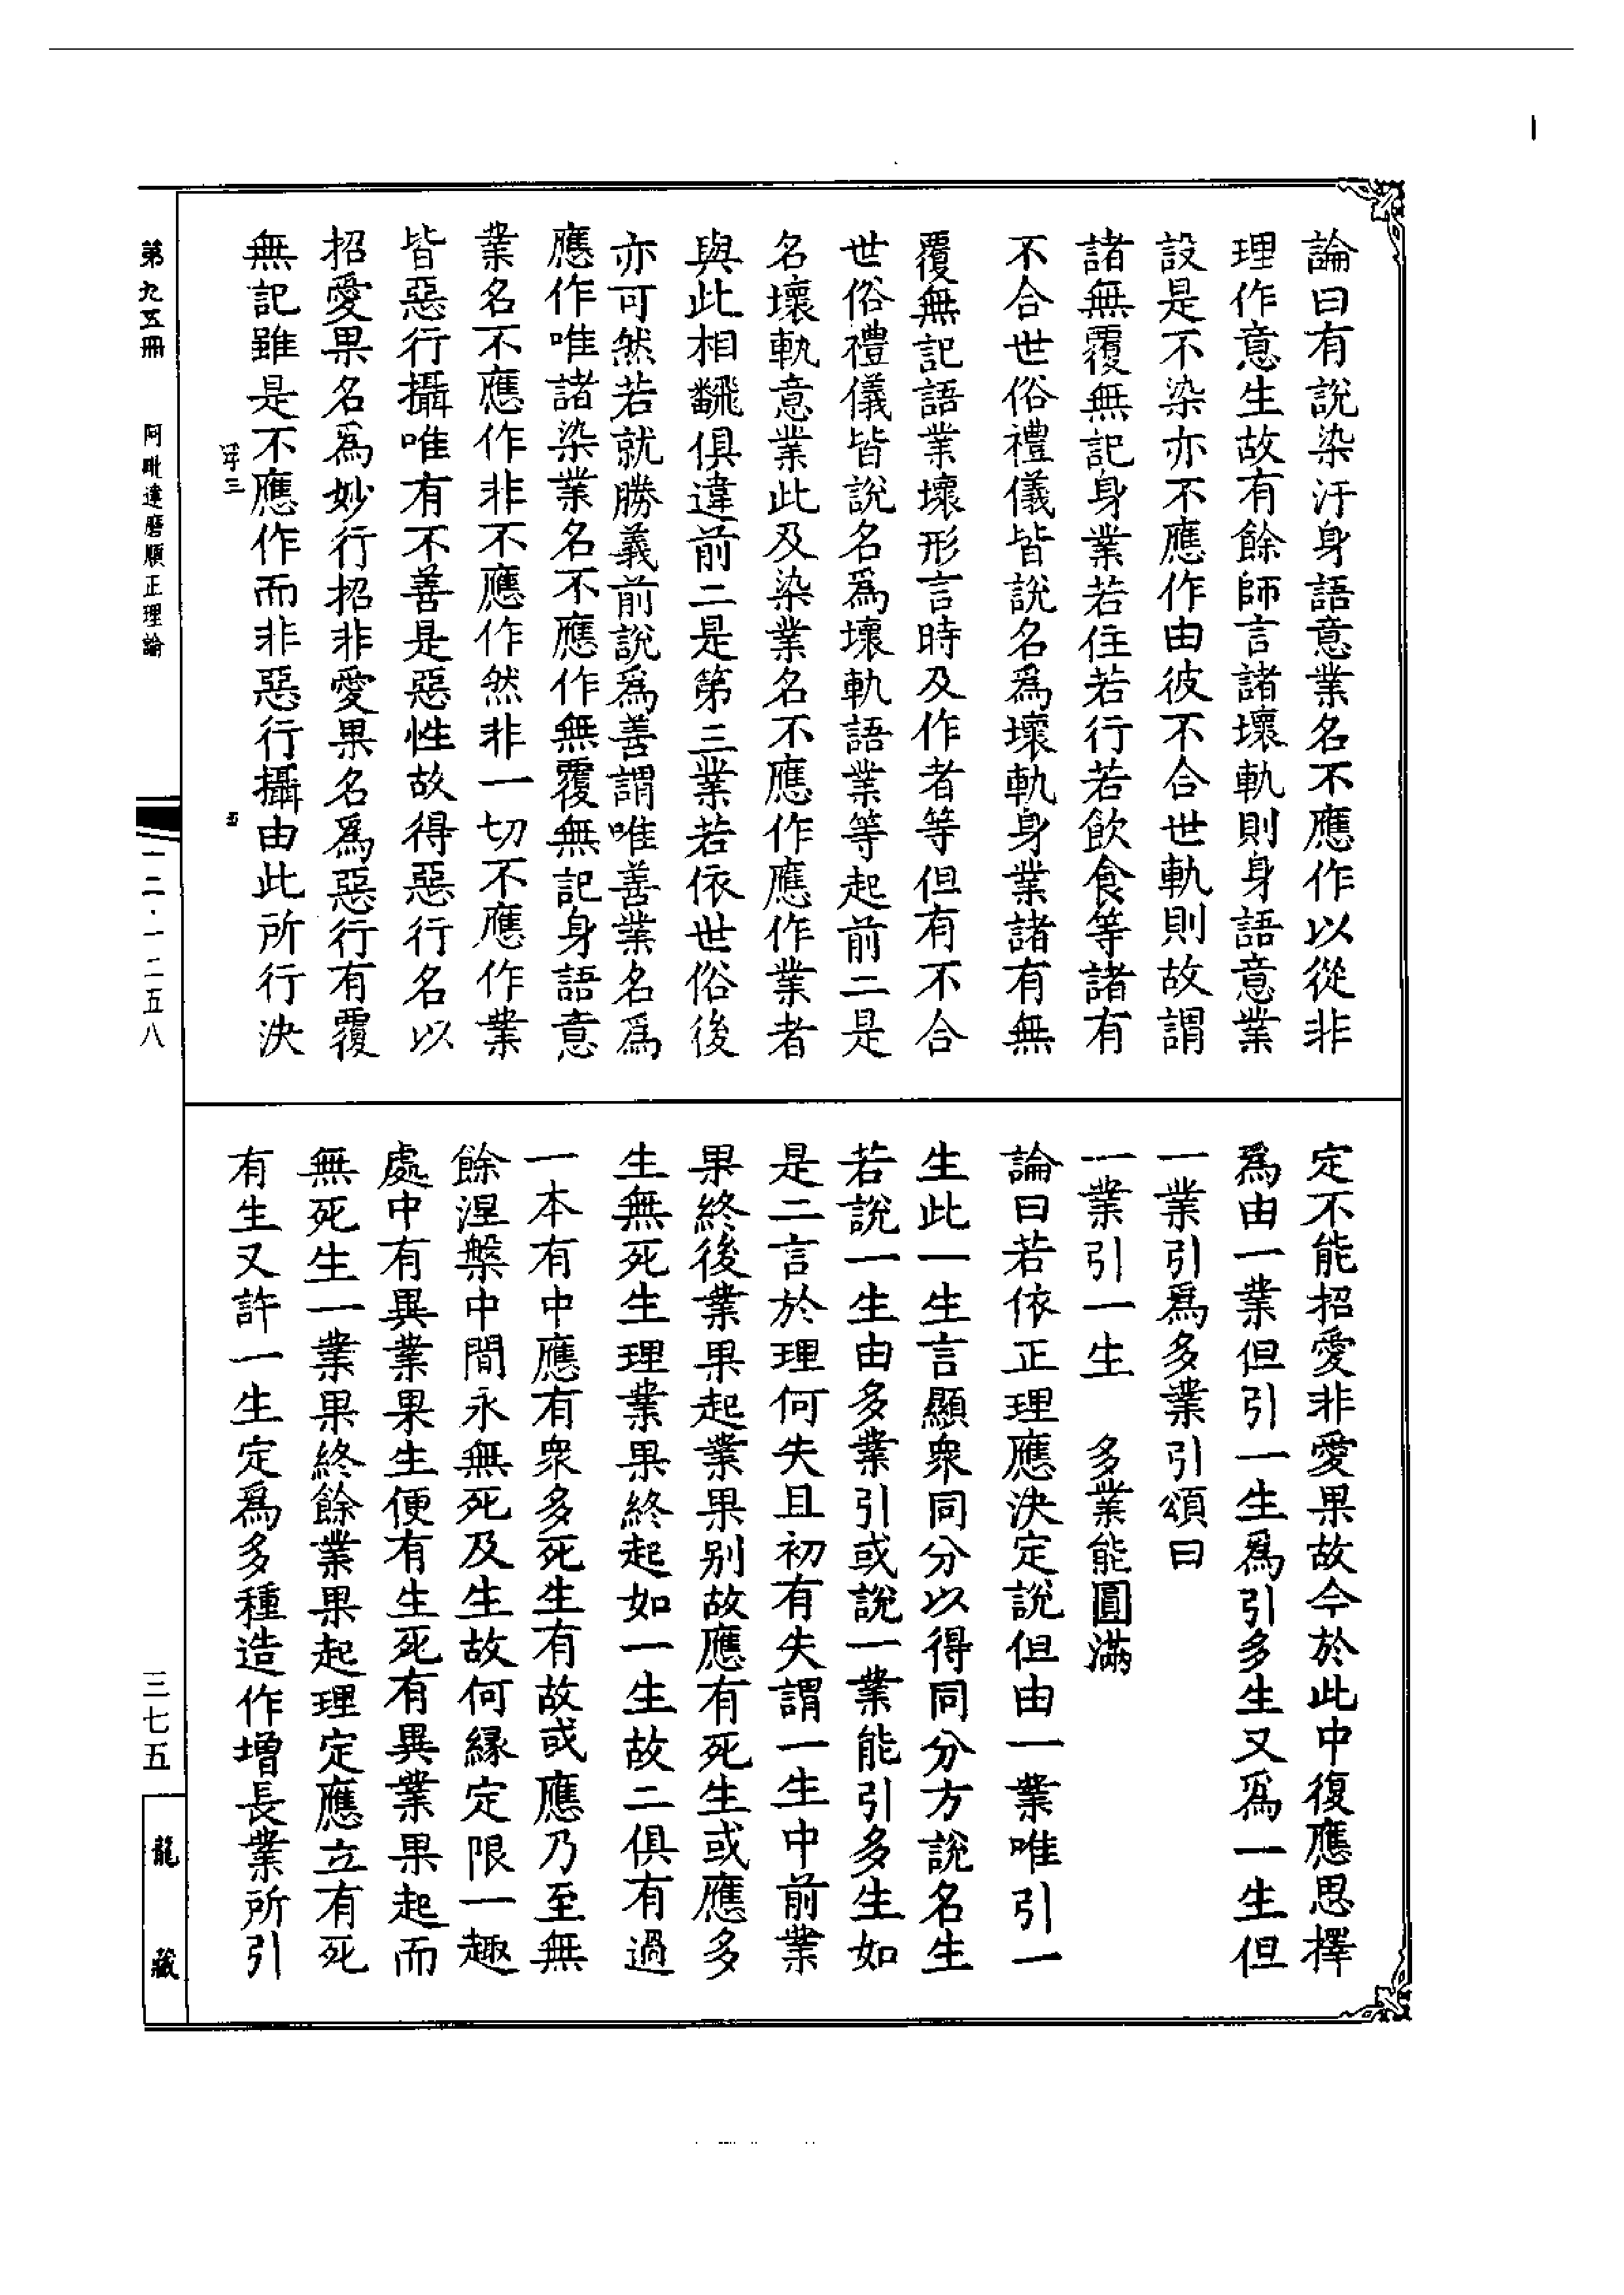 論曰有說染汙身語意業名不應作以從非
理作意生故有餘師言諸壞軌則身語意業
設是不染亦不應作由彼不合世軌則故謂
諸無覆無記身業若住若行若飲食等諸有
不合世俗禮儀皆說名爲壞軌身業諸有無
覆無記語業壞形言時及作者等但有不合
世俗禮儀皆說名爲壞軌語業等起前二是
名壞軌意業此及染業名不應作應作業者
與此相翻俱違前二是第三業若依世俗後
亦可然若就勝義前說爲善謂唯善業名爲
應作唯諸染業名不應作無覆無記身語意
業名不應作非不應作然非一切不應作業
皆惡行攝唯有不善是惡性故得惡行名以
招愛果名爲妙行招非愛果名爲惡行有覆
無記雖是不應作而非惡行攝由此所行決
定不能招愛非愛果故今於此中復應思擇
爲由一業但引一生爲引多生又爲一生但
一業引爲多業引頌曰
一業引一生　多業能圓滿
論曰若依正理應決定說但由一業唯引一
生此一生言顯衆同分以得同分方說名生
若說一生由多業引或說一業能引多生如
是二言於理何失且初有失謂一生中前業
果終後業果起業果別故應有死生或應多
生無死生理業果終起如一生故二俱有過
一本有中應有衆多死生有故或應乃至無
餘涅槃中間永無死及生故何緣定限一趣
處中有異業果生便有生死有異業果起而
無死生一業果終餘業果起理定應立有死
有生又許一生定爲多種造作增長業所引
第九五冊　阿毗達磨順正理論
一二·一二五八
三七五
龍藏